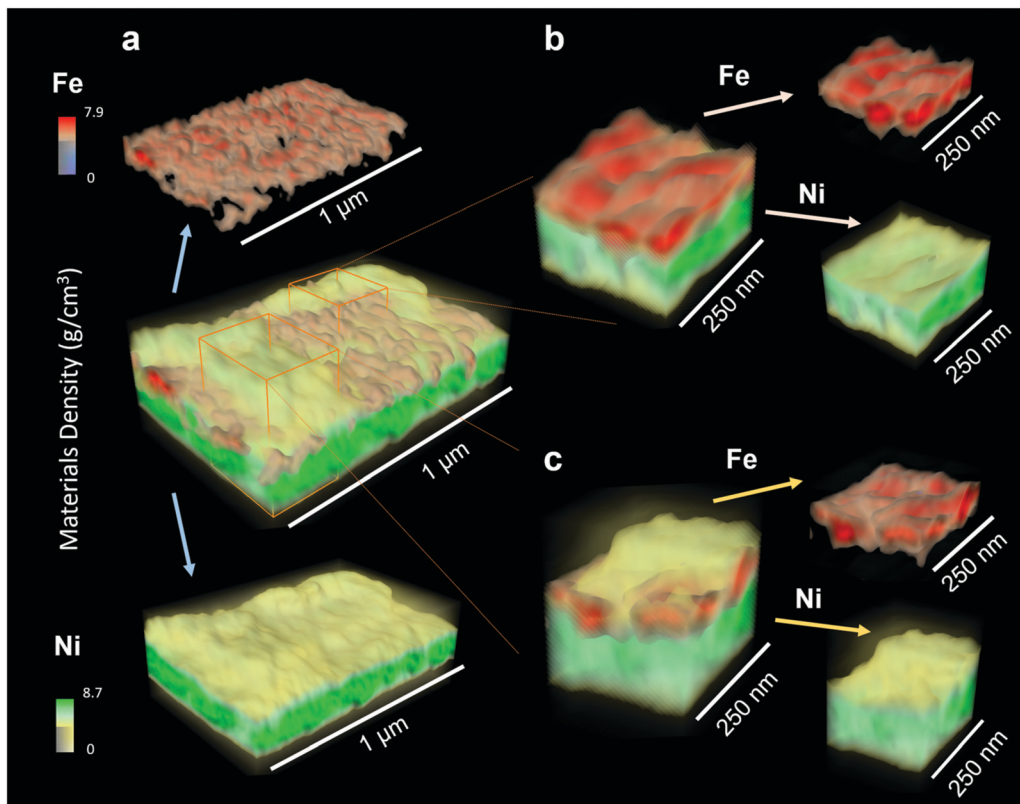 a
Fe
7.9
0
1 µm
Materials Density (g/cm³)
1 µm
Ni
8.7
0
1 µm
b
Fe
250 nm
Ni
250 nm
250 nm
c
Fe
250 nm
Ni
250 nm
250 nm